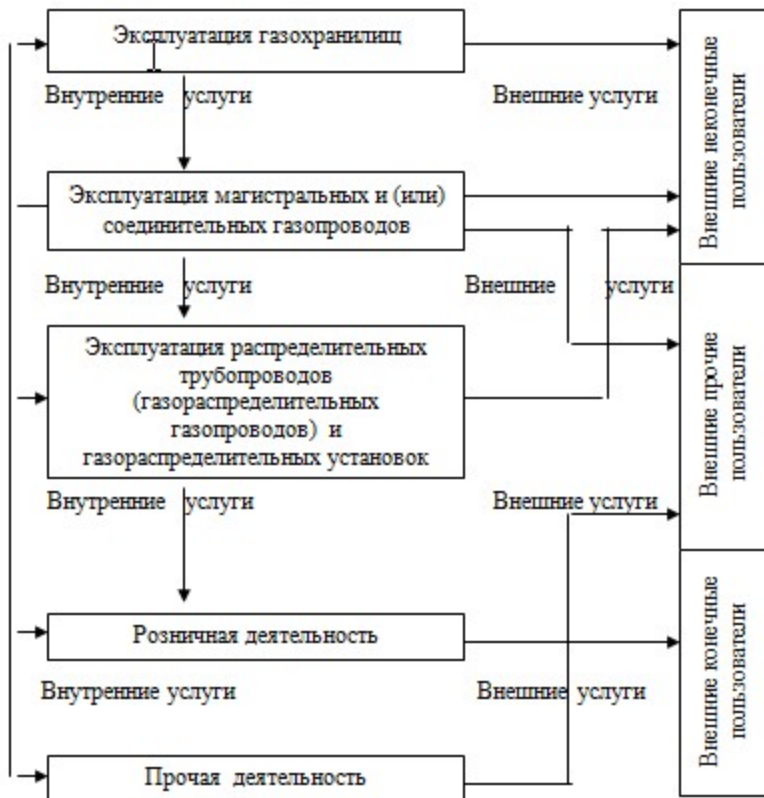 Эксплуатация газохранилищ
Внутренние услуги
Внешние услуги
Эксплуатация магистральных и (или)
соединительных газопроводов
Внутренние услуги
Внешние услуги
Эксплуатация распределительных
трубопроводов
(газораспределительных
газопроводов) и
газораспределительных установок
Внутренние услуги
Внешние услуги
Розничная деятельность
Внутренние услуги
Внешние услуги
Прочая деятельность
Внешние неконечные
пользователи
Внешние прочие
пользователи
Внешние конечные
пользователи